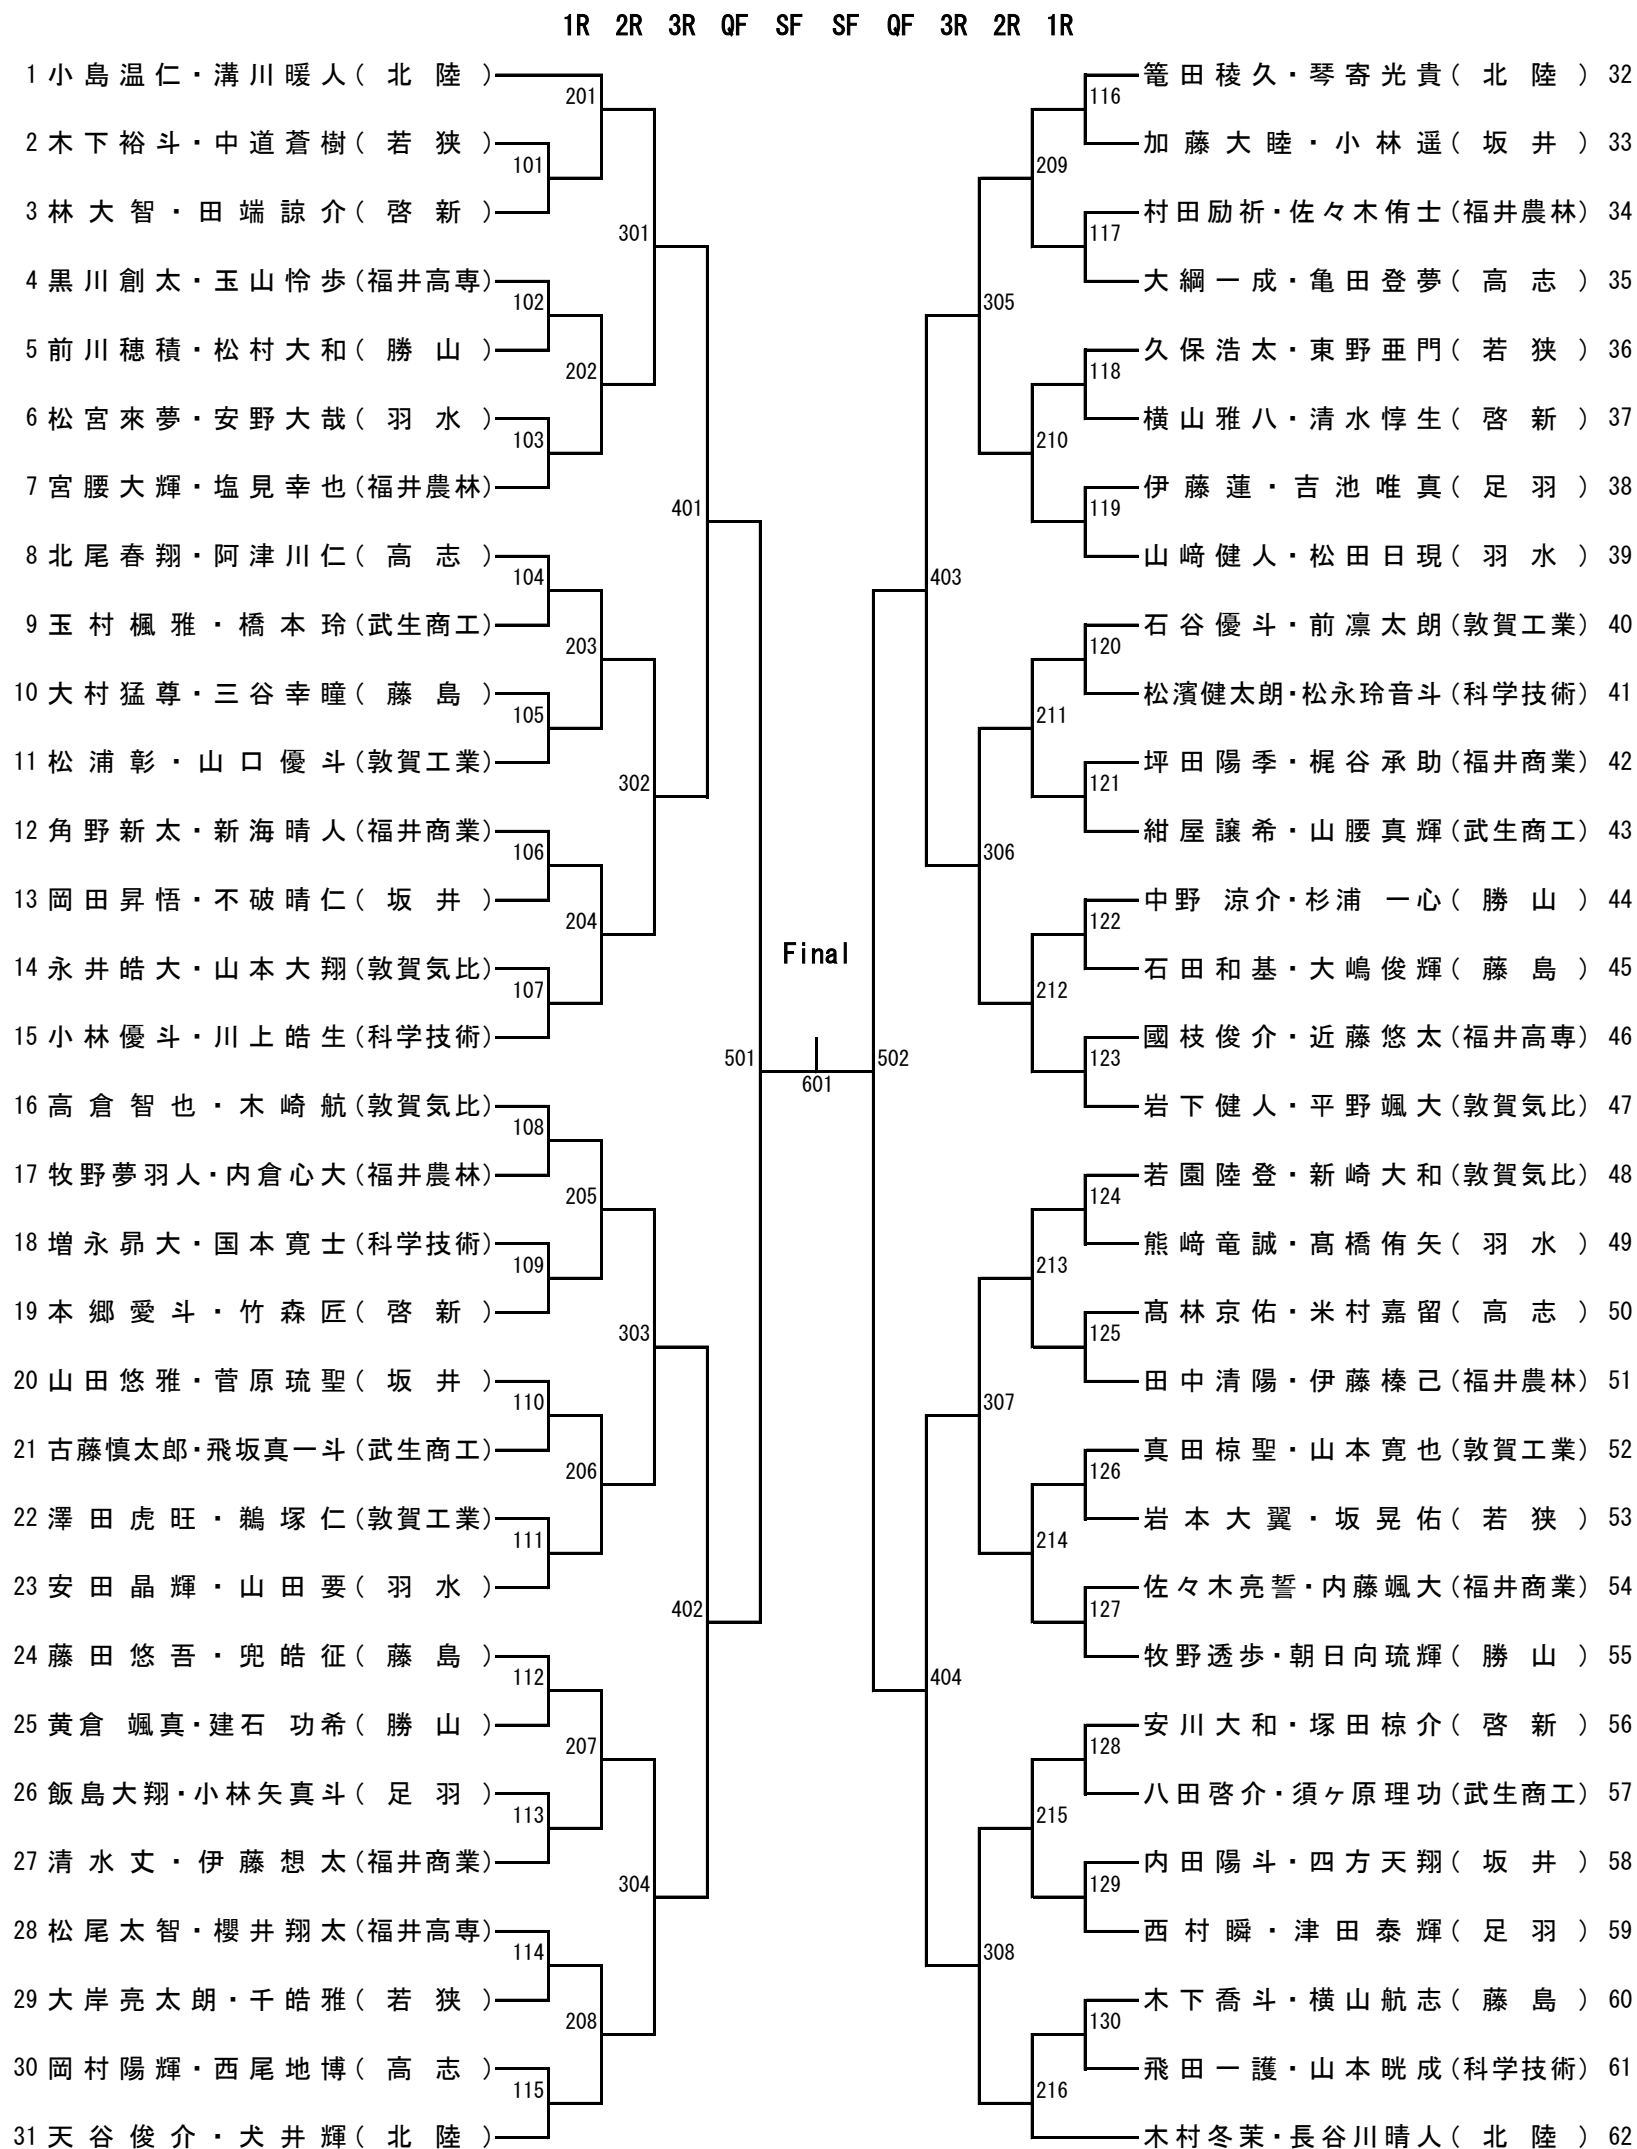 1R 2R 3R QF SF SF QF 3R 2R 1R
1 小島温仁・溝川暖人(北陸)
201
2 木下裕斗・中道蒼樹(若狭)
101
3 林大智・田端諒介(啓新)
301
4 黒川創太・玉山怜歩(福井高専)
102
5 前川穂積・松村大和(勝山)
202
6 松宮來夢・安野大哉(羽水)
103
7 宮腰大輝・塩見幸也(福井農林)
401
8 北尾春翔・阿津川仁(高志)
104
9 玉村楓雅・橋本玲(武生商工)
203
10 大村猛尊・三谷幸瞳(藤島)
105
11 松浦彰・山口優斗(敦賀工業)
302
12 角野新太・新海晴人(福井商業)
106
13 岡田昇悟・不破晴仁(坂井)
204
14 永井皓大・山本大翔(敦賀気比)
107
15 小林優斗・川上皓生(科学技術)
501
16 高倉智也・木崎航(敦賀気比)
108
17 牧野夢羽人・内倉心大(福井農林)
205
18 増永昴大・国本寛士(科学技術)
109
19 本郷愛斗・竹森匠(啓新)
303
20 山田悠雅・菅原琉聖(坂井)
110
21 古藤慎太郎・飛坂真一斗(武生商工)
206
22 澤田虎旺・鵜塚仁(敦賀工業)
111
23 安田晶輝・山田要(羽水)
402
24 藤田悠吾・兜皓征(藤島)
112
25 黄倉 颯真・建石 功希(勝山)
207
26 飯島大翔・小林矢真斗(足羽)
113
27 清水丈・伊藤想太(福井商業)
304
28 松尾太智・櫻井翔太(福井高専)
114
29 大岸亮太朗・千皓雅(若狭)
208
30 岡村陽輝・西尾地博(高志)
115
31 天谷俊介・犬井輝(北陸)
Final
601
篭田稜久・琴寄光貴(北陸) 32
116
加藤大睦・小林遥(坂井) 33
209
村田励祈・佐々木侑士(福井農林) 34
117
大綱一成・亀田登夢(高志) 35
305
久保浩太・東野亜門(若狭) 36
118
横山雅八・清水惇生(啓新) 37
210
伊藤蓮・吉池唯真(足羽) 38
119
山﨑健人・松田日現(羽水) 39
403
石谷優斗・前凛太朗(敦賀工業) 40
120
松濱健太朗・松永玲音斗(科学技術) 41
211
坪田陽季・梶谷承助(福井商業) 42
121
紺屋譲希・山腰真輝(武生商工) 43
306
中野 涼介・杉浦 一心(勝山) 44
122
石田和基・大嶋俊輝(藤島) 45
212
國枝俊介・近藤悠太(福井高専) 46
123
502
岩下健人・平野颯大(敦賀気比) 47
若園陸登・新崎大和(敦賀気比) 48
124
熊﨑竜誠・髙橋侑矢(羽水) 49
213
髙林京佑・米村嘉留(高志) 50
125
田中清陽・伊藤榛己(福井農林) 51
307
真田椋聖・山本寛也(敦賀工業) 52
126
岩本大翼・坂晃佑(若狭) 53
214
佐々木亮誓・内藤颯大(福井商業) 54
127
牧野透歩・朝日向琉輝(勝山) 55
404
安川大和・塚田椋介(啓新) 56
128
八田啓介・須ヶ原理功(武生商工) 57
215
内田陽斗・四方天翔(坂井) 58
129
西村瞬・津田泰輝(足羽) 59
308
木下喬斗・横山航志(藤島) 60
130
飛田一護・山本晄成(科学技術) 61
216
木村冬茉・長谷川晴人(北陸) 62